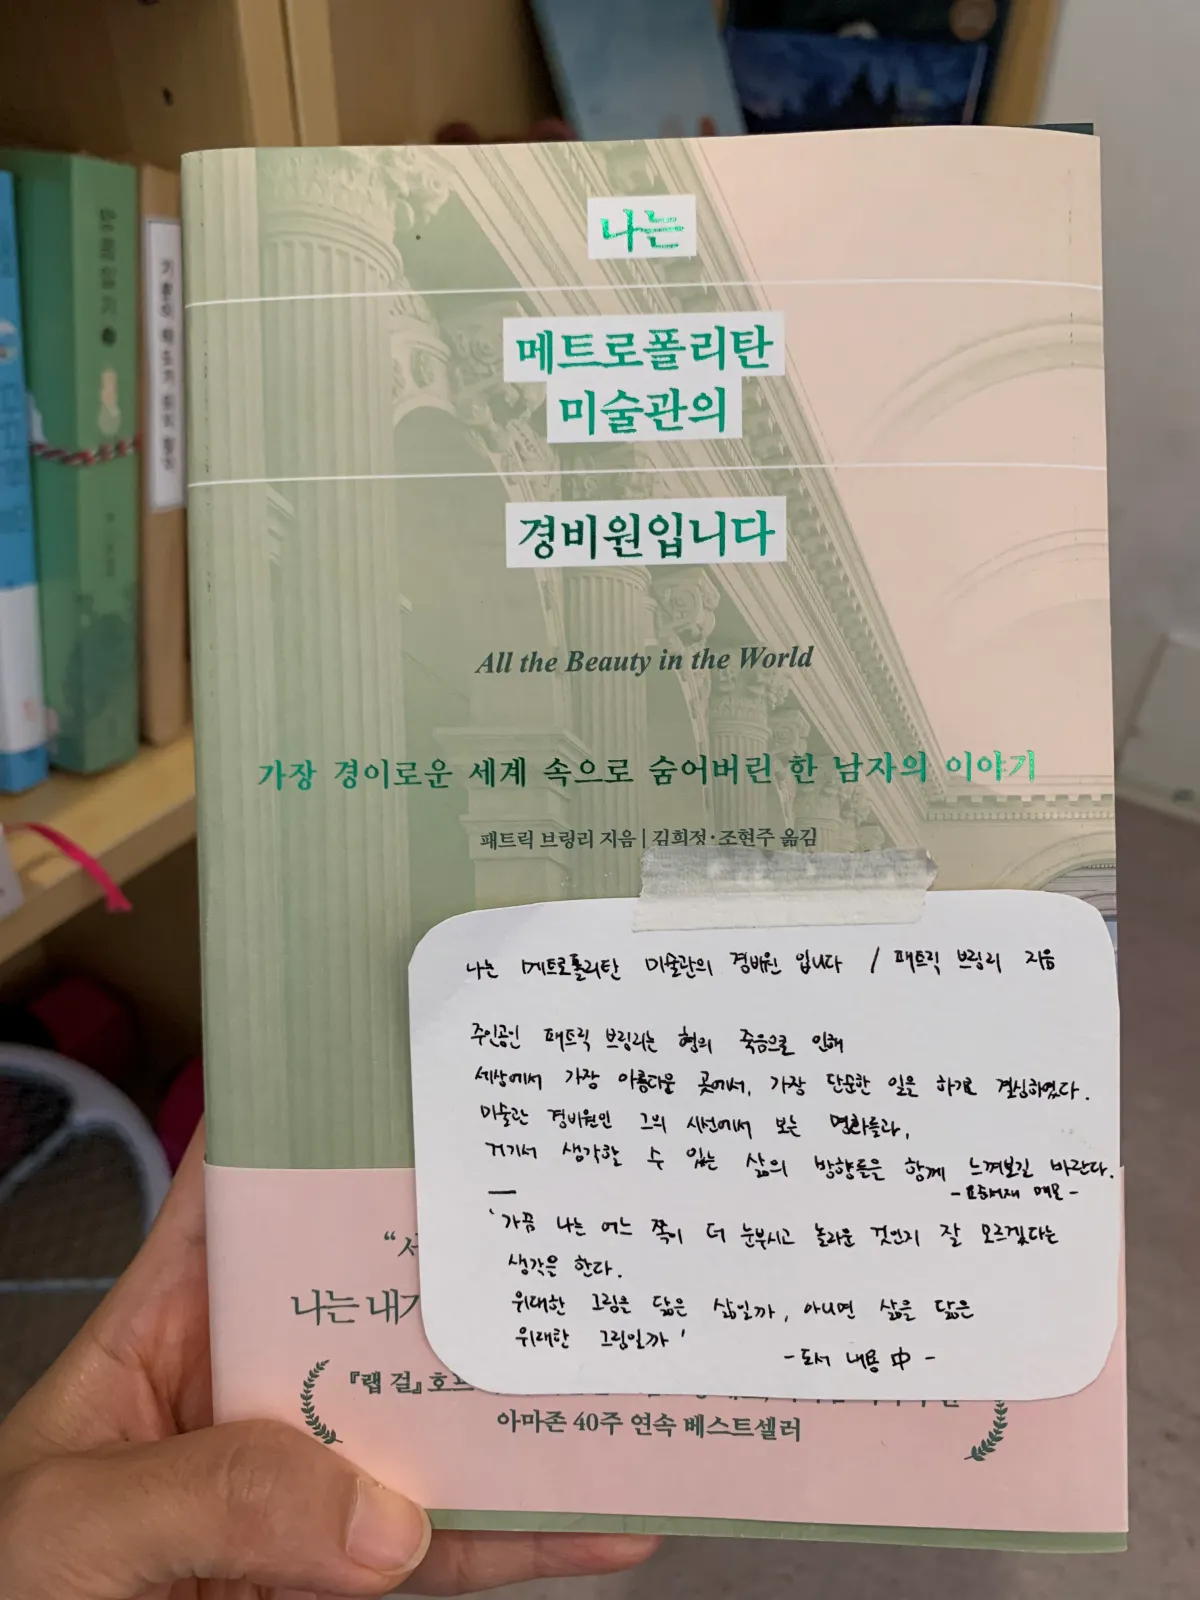 나는
메트로폴리탄
미술관의
경비원입니다
All the Beauty in the World
가장 경이로운 세계 속으로 숨어버린 한 남자의 이야기
패트릭 브링리 지음 | 김희정·조현주 옮김
나는 메트로폴리탄 미술관의 경비원 입니다 / 패트릭 브링리 지음
주인공인 패트릭 브링리는 형의 죽음으로 인해
세상에서 가장 아름다운 곳에서, 가장 단순한 일을 하기로 결심하였다.
미술관 경비원인 그의 시선에서 보는 명화들과,
거기서 생각할 수 있는 삶의 방향들을 함께 느껴보길 바란다.
메모 -
' 가끔 나는 어느 쪽이 더 눈부시고 놀라운 것인지 잘 모르겠다는
생각을 한다.
위대한 그림을 닮은 삶일까, 아니면 삶을 닮은
위대한 그림일까 '
- 도서 내용 中 -
나는 내가
『랩 걸』
아마존 40주 연속 베스트셀러